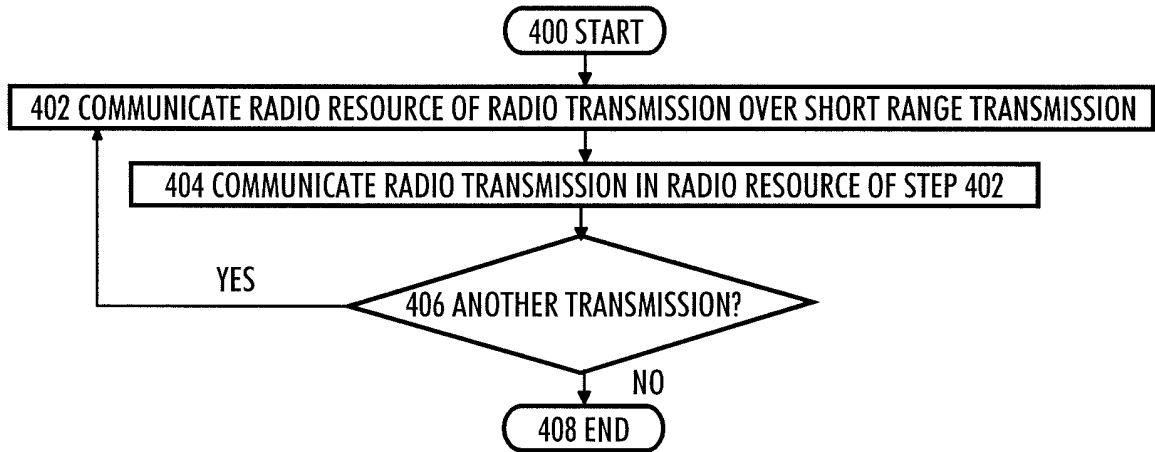 400 START
402 COMMUNICATE RADIO RESOURCE OF RADIO TRANSMISSION OVER SHORT RANGE TRANSMISSION
404 COMMUNICATE RADIO TRANSMISSION IN RADIO RESOURCE OF STEP 402
YES
406 ANOTHER TRANSMISSION?
NO
408 END